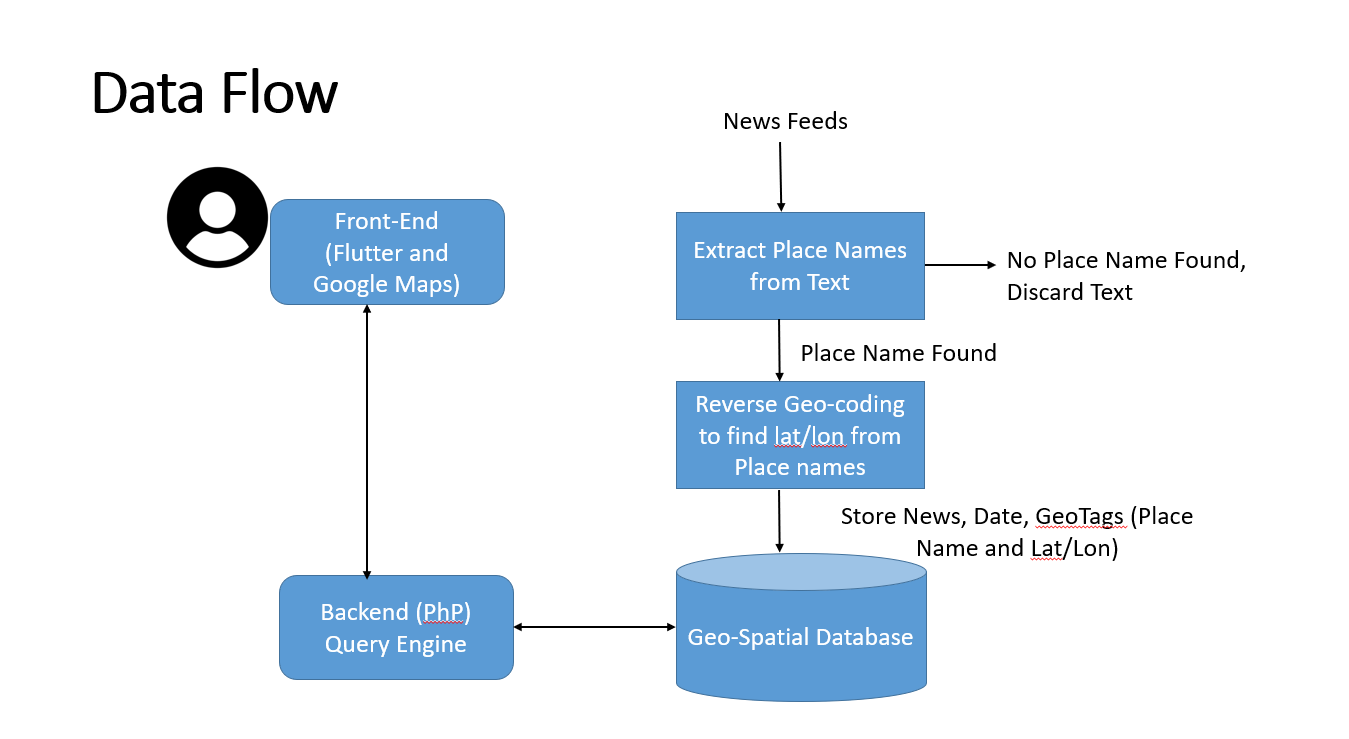 Data Flow
News Feeds
Front-End
(Flutter and
Google Maps)
Extract Place Names
from Text
No Place Name Found,
Discard Text
Place Name Found
Reverse Geo-coding
to find lat/lon from
Place names
Store News, Date, GeoTags (Place
Name and Lat/Lon)
Backend (PhP)
Query Engine
Geo-Spatial Database